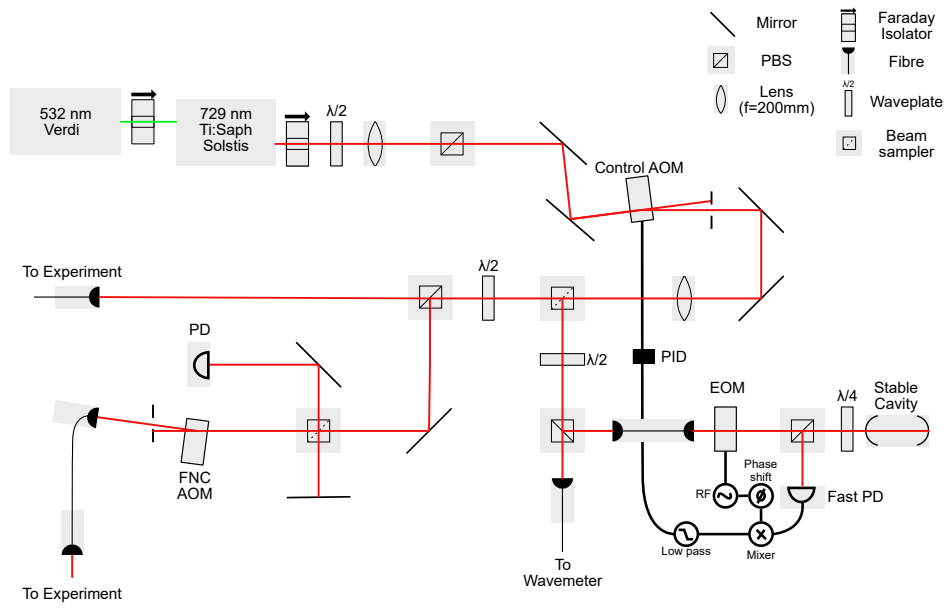 Mirror
Faraday
Isolator
PBS
Fibre
Lens
(f=200mm)
λ/2
Waveplate
Beam
sampler
532 nm
Verdi
729 nm
Ti:Saph
Solstis
λ/2
Control AOM
To Experiment
λ/2
PD
λ/2
PID
EOM
λ/4
Stable
Cavity
FNC
AOM
RF
Phase
shift
Fast PD
Low pass
Mixer
To
Wavemeter
To Experiment